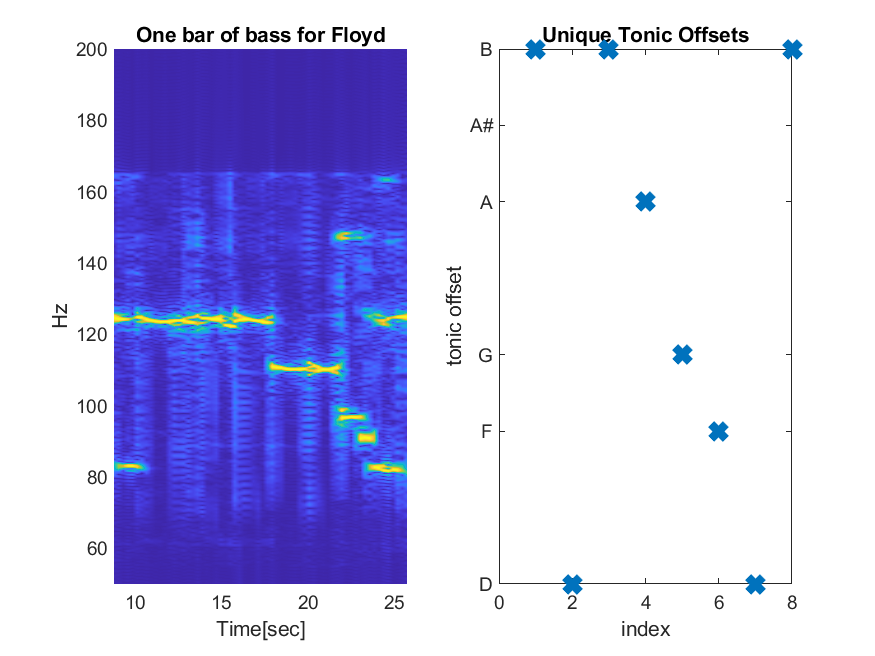 One bar of bass for Floyd
200
180
160
140
120
100
80
60
Hz
10 15 20 25
Time[sec]
Unique Tonic Offsets
B
A#
A
G
F
D
tonic offset
0 2 4 6 8
index